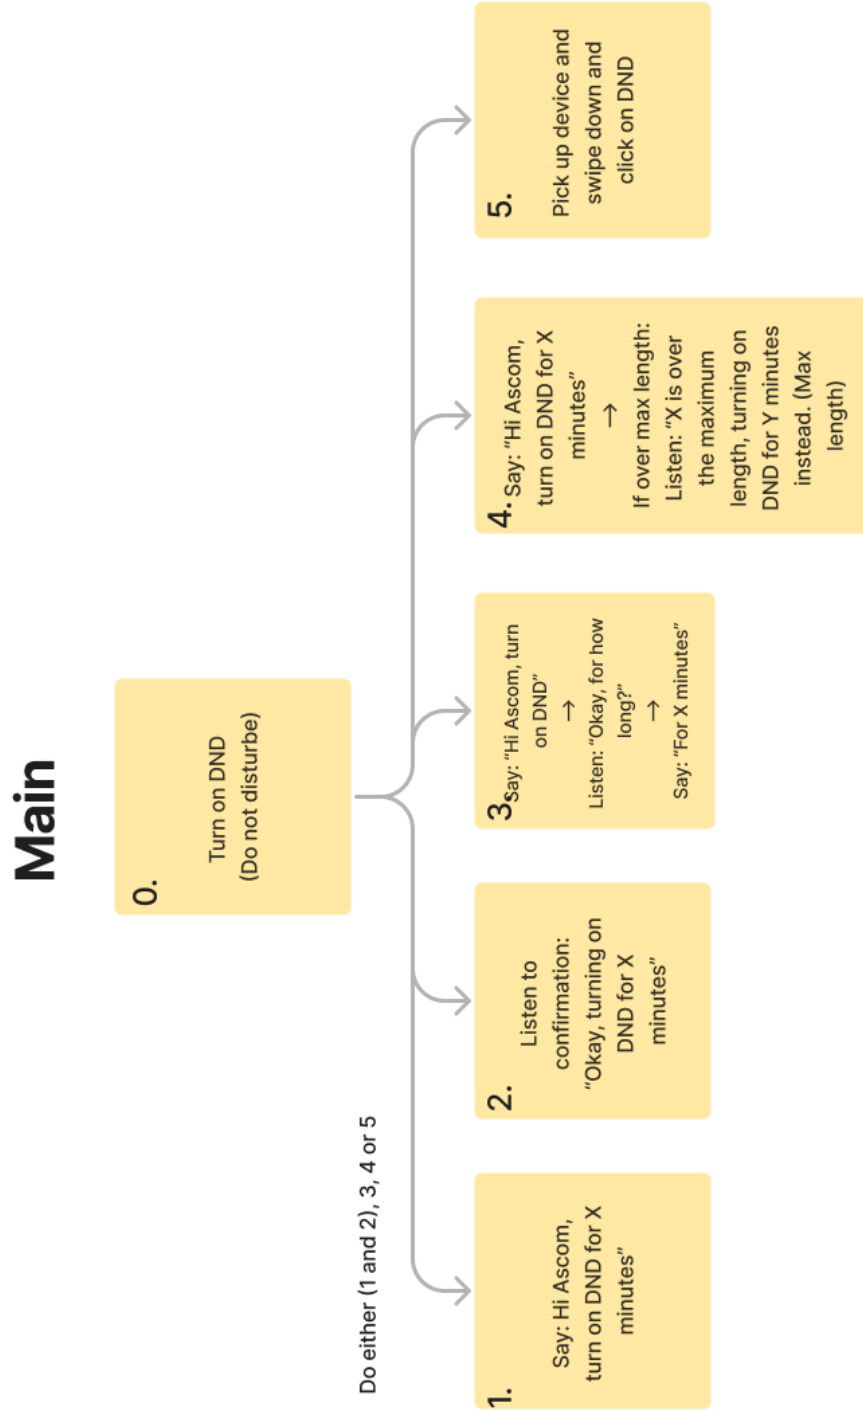 Main
0.
Turn on DND
(Do not disturbe)
Do either (1 and 2), 3, 4 or 5
1.
Say: Hi Ascom,
turn on DND for X
minutes”
2.
Listen to
confirmation:
“Okay, turning on
DND for X
minutes”
3.
Say: “Hi Ascom, turn
on DND”
→
Listen: “Okay, for how
long?”
→
Say: “For X minutes”
4.
Say: “Hi Ascom,
turn on DND for X
minutes”
→
If over max length:
Listen: “X is over
the maximum
length, turning on
DND for Y minutes
instead. (Max
length)
5.
Pick up device and
swipe down and
click on DND